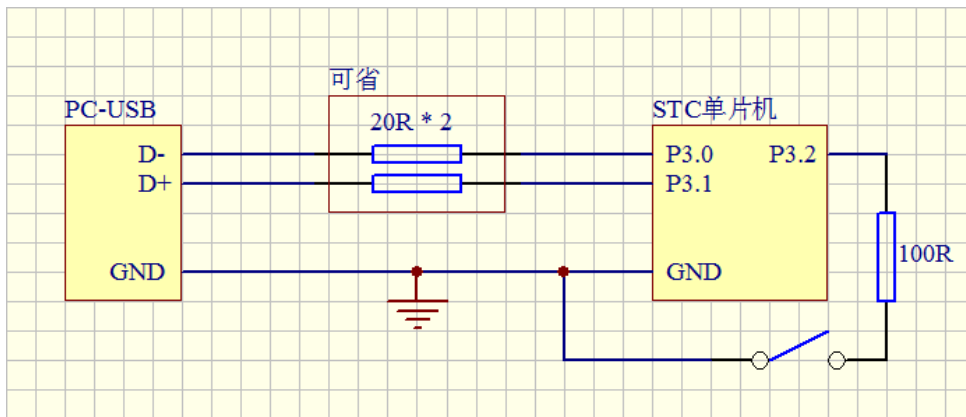 可省
PC-USB
STC单片机
20R * 2
D-
P3.0
P3.2
D+
P3.1
GND
GND
100R